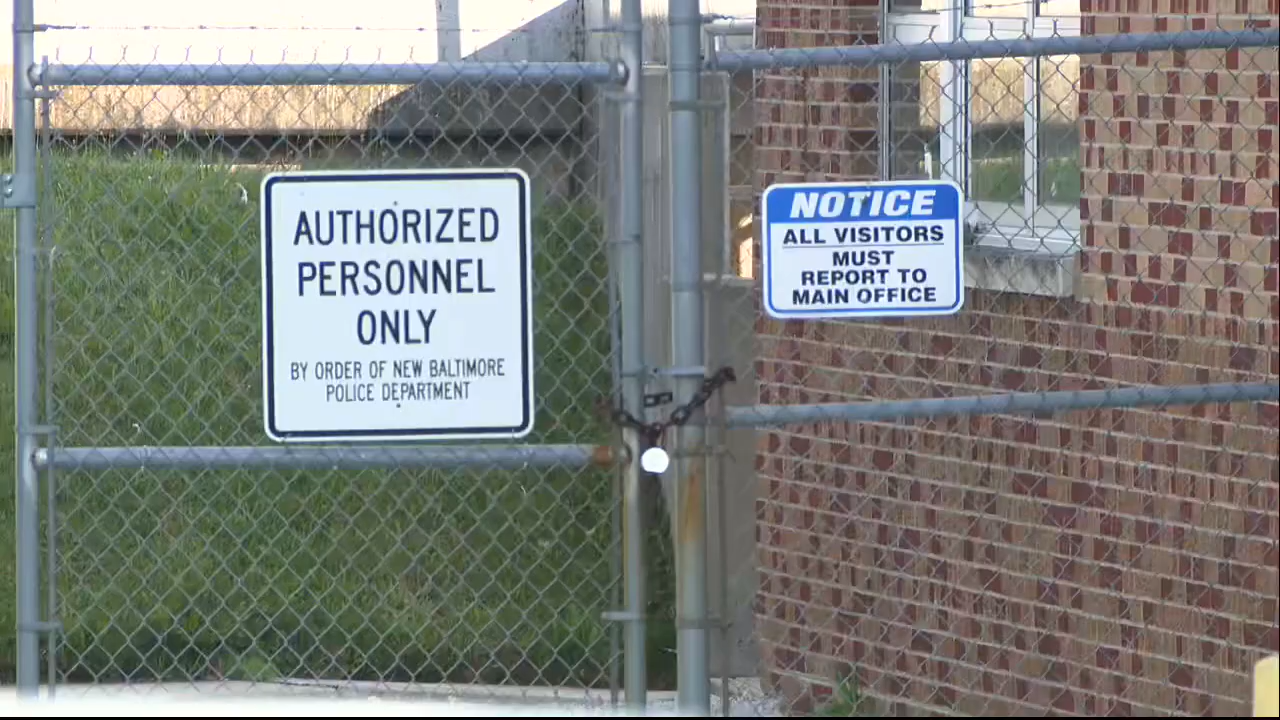 AUTHORIZED
PERSONNEL
ONLY
BY ORDER OF NEW BALTIMORE
POLICE DEPARTMENT
NOTICE
ALL VISITORS
MUST
REPORT TO
MAIN OFFICE